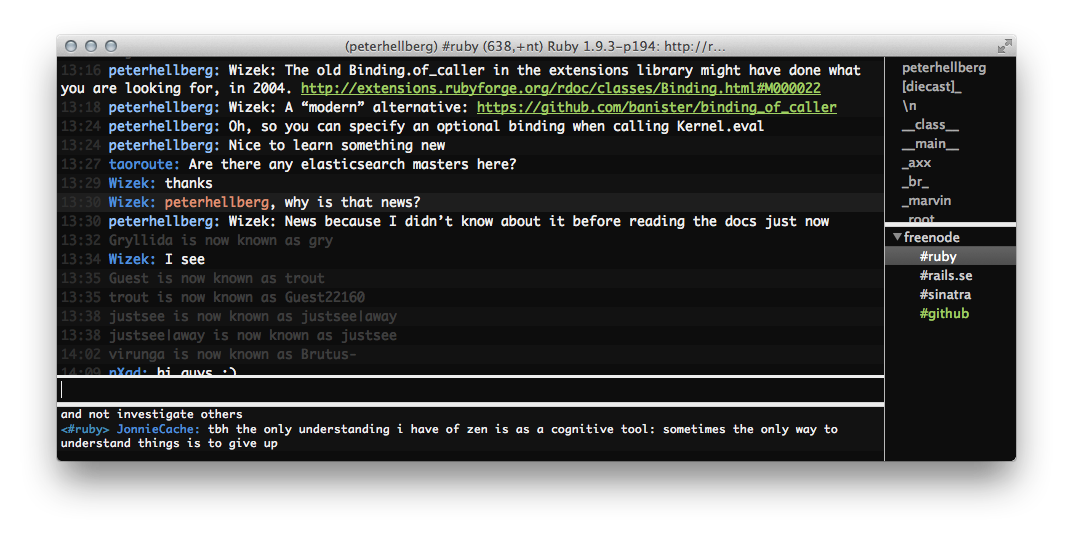 (peterhellberg) #ruby (638,+nt) Ruby 1.9.3-p194: http://r...
13:16 peterhellberg: Wizek: The old Binding.of_caller in the extensions library might have done what
you are looking for, in 2004. http://extensions.rubyforge.org/rdoc/classes/Binding.html#M000022
13:18 peterhellberg: Wizek: A “modern” alternative: https://github.com/banister/binding_of_caller
13:24 peterhellberg: Oh, so you can specify an optional binding when calling Kernel.eval
13:24 peterhellberg: Nice to learn something new
13:27 taoroute: Are there any elasticsearch masters here?
13:29 Wizek: thanks
13:30 Wizek: peterhellberg, why is that news?
13:30 peterhellberg: Wizek: News because I didn’t know about it before reading the docs just now
13:32 Gryllida is now known as gry
13:34 Wizek: I see
13:35 Guest is now known as trout
13:35 trout is now known as Guest22160
13:38 justsee is now known as justsee|away
13:38 justsee|away is now known as justsee
14:02 virunga is now known as Brutus-
14:09 nXqd: hi guys :)
and not investigate others
<#ruby> JonnieCache: tbh the only understanding i have of zen is as a cognitive tool: sometimes the only way to
understand things is to give up
peterhellberg
[diecast]_
\n
__class__
__main__
_axx
_br_
_marvin
_root
freenode
#ruby
#rails.se
#sinatra
#github